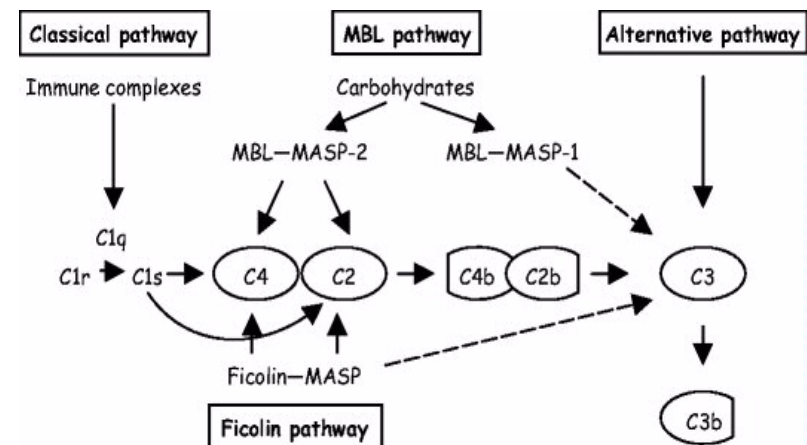 Classical pathway
MBL pathway
Alternative pathway
Immune complexes
Carbohydrates
MBL—MASP-2
MBL—MASP-1
C1q
C1r
C1s
C4
C2
C4b
C2b
C3
Ficolin—MASP
Ficolin pathway
C3b